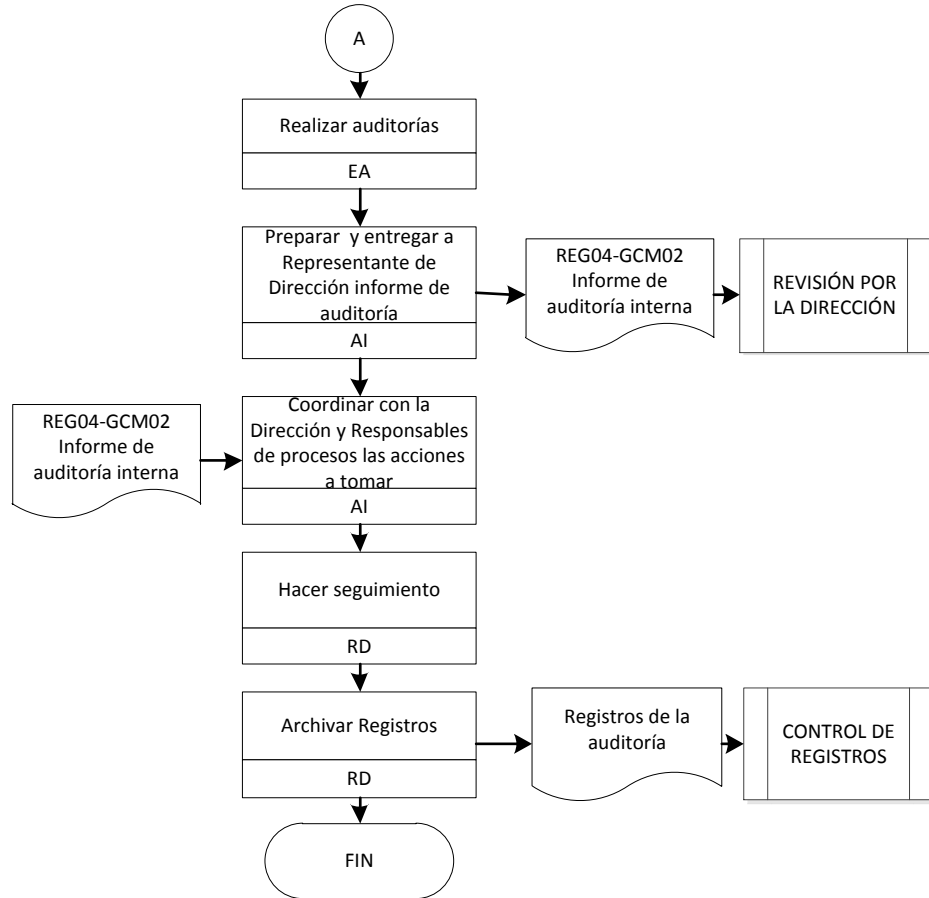 A
Realizar auditorías
EA
Preparar y entregar a
Representante de
Dirección informe de
auditoría
AI
REG04-GCM02
Informe de
auditoría interna
REVISIÓN POR
LA DIRECCIÓN
REG04-GCM02
Informe de
auditoría interna
Coordinar con la
Dirección y Responsables
de procesos las acciones
a tomar
AI
Hacer seguimiento
RD
Archivar Registros
RD
Registros de la
auditoría
CONTROL DE
REGISTROS
FIN